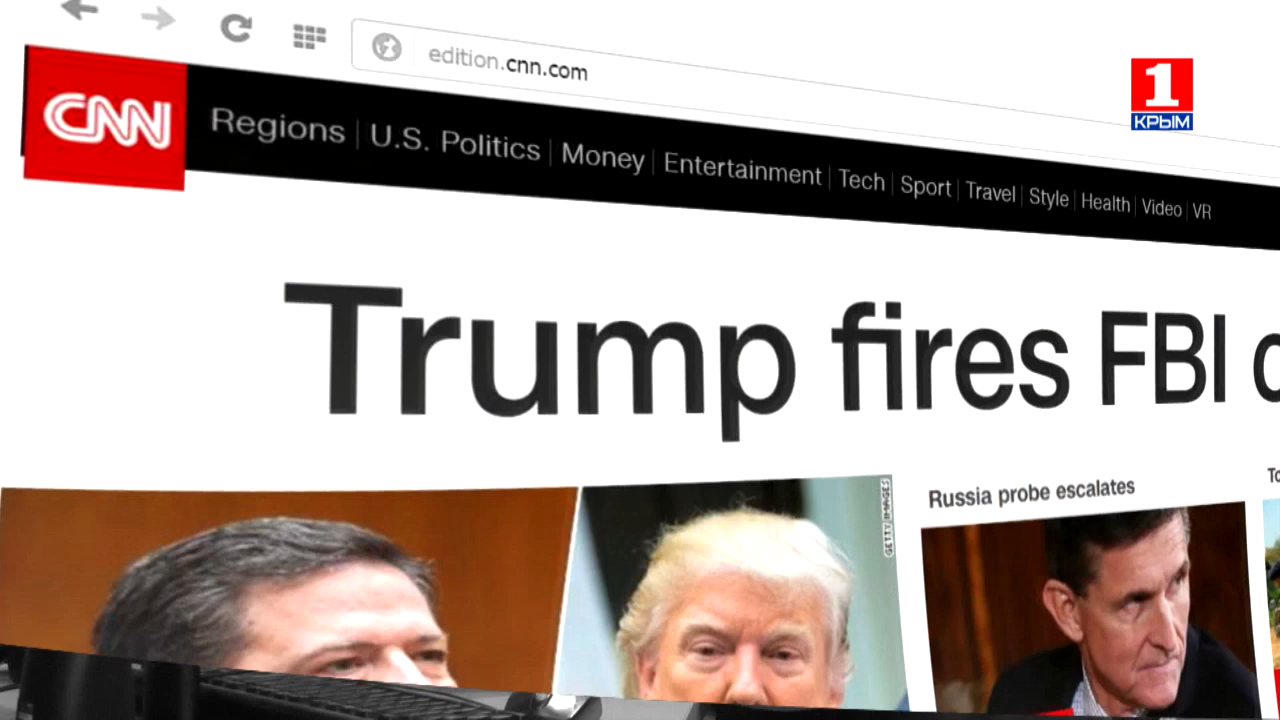 edition.cnn.com
1
КРЫМ
CNN
Regions | U.S. Politics | Money | Entertainment | Tech | Sport | Travel | Style | Health | Video | VR
Trump fires FBI
Russia probe escalates
GETTY IMAGES